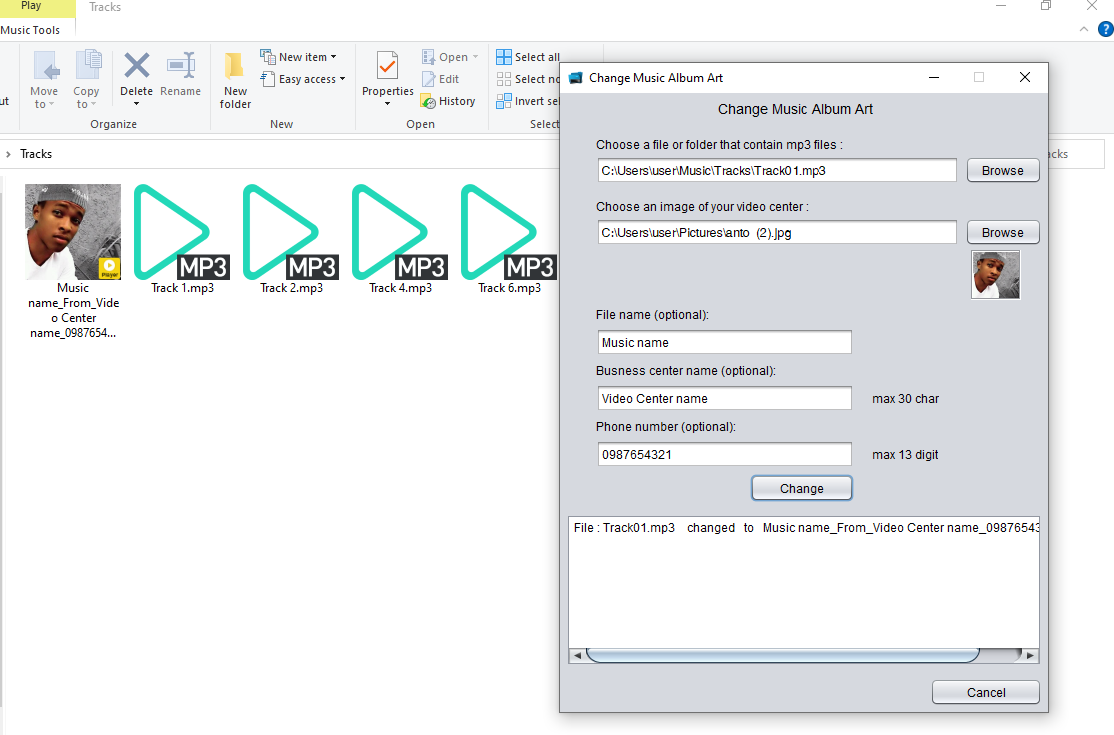 Play
Tracks
Music Tools
?
ut
Move to
Copy to
Delete
Rename
Organize
New folder
New item
Easy access
New
Properties
Open
Edit
History
Open
Select all
Select no
Invert sel
Select
Tracks
acks
Music
name_From_Vide
o Center
name_0987654...
Player
MP3
Track 1.mp3
MP3
Track 2.mp3
MP3
Track 4.mp3
MP3
Track 6.mp3
Change Music Album Art
Change Music Album Art
Choose a file or folder that contain mp3 files :
C:\Users\user\Music\Tracks\Track01.mp3
Browse
Choose an image of your video center :
C:\Users\user\Pictures\anto (2).jpg
Browse
File name (optional):
Music name
Busness center name (optional):
Video Center name
max 30 char
Phone number (optional):
0987654321
max 13 digit
Change
File : Track01.mp3 changed to Music name_From_Video Center name_09876543
Cancel